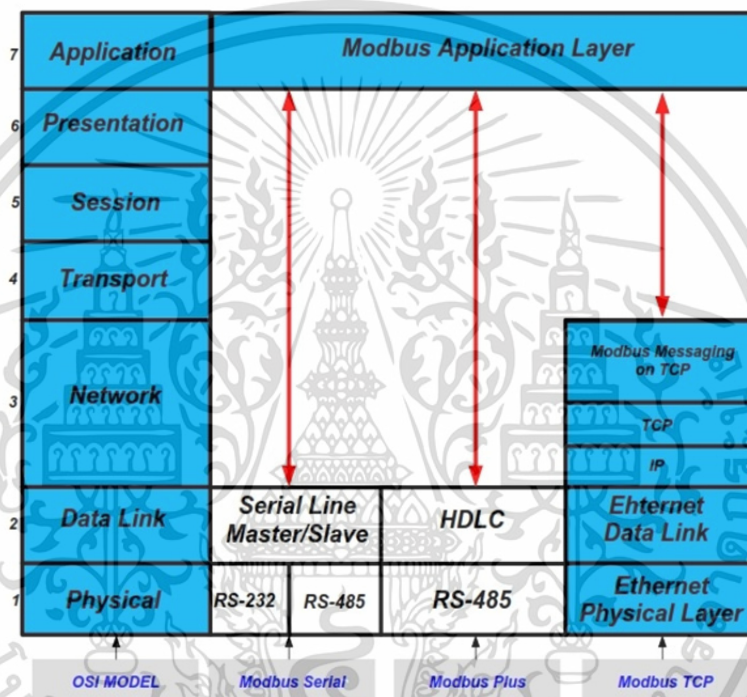 7
Application
Modbus Application Layer
6
Presentation
5
Session
4
Transport
3
Network
Modbus Messaging
on TCP
TCP
IP
2
Data Link
Serial Line
Master/Slave
HDLC
Ehternet
Data Link
1
Physical
RS-232
RS-485
RS-485
Ethernet
Physical Layer
OSI MODEL
Modbus Serial
Modbus Plus
Modbus TCP